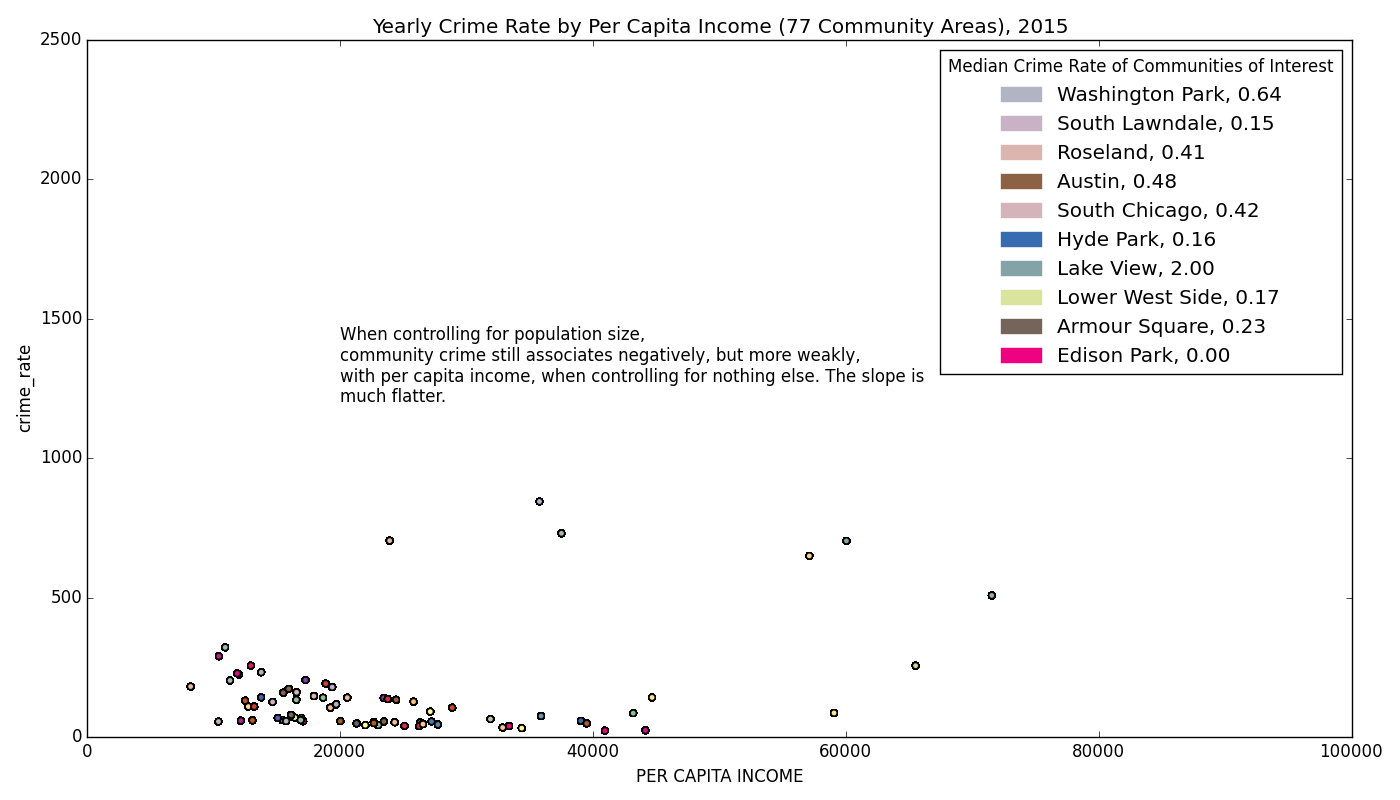 Yearly Crime Rate by Per Capita Income (77 Community Areas), 2015
2500
2000
1500
1000
500
0
crime_rate
Median Crime Rate of Communities of Interest
Washington Park, 0.64
South Lawndale, 0.15
Roseland, 0.41
Austin, 0.48
South Chicago, 0.42
Hyde Park, 0.16
Lake View, 2.00
Lower West Side, 0.17
Armour Square, 0.23
Edison Park, 0.00
When controlling for population size,
community crime still associates negatively, but more weakly,
with per capita income, when controlling for nothing else. The slope is
much flatter.
0 20000 40000 60000 80000 100000
PER CAPITA INCOME